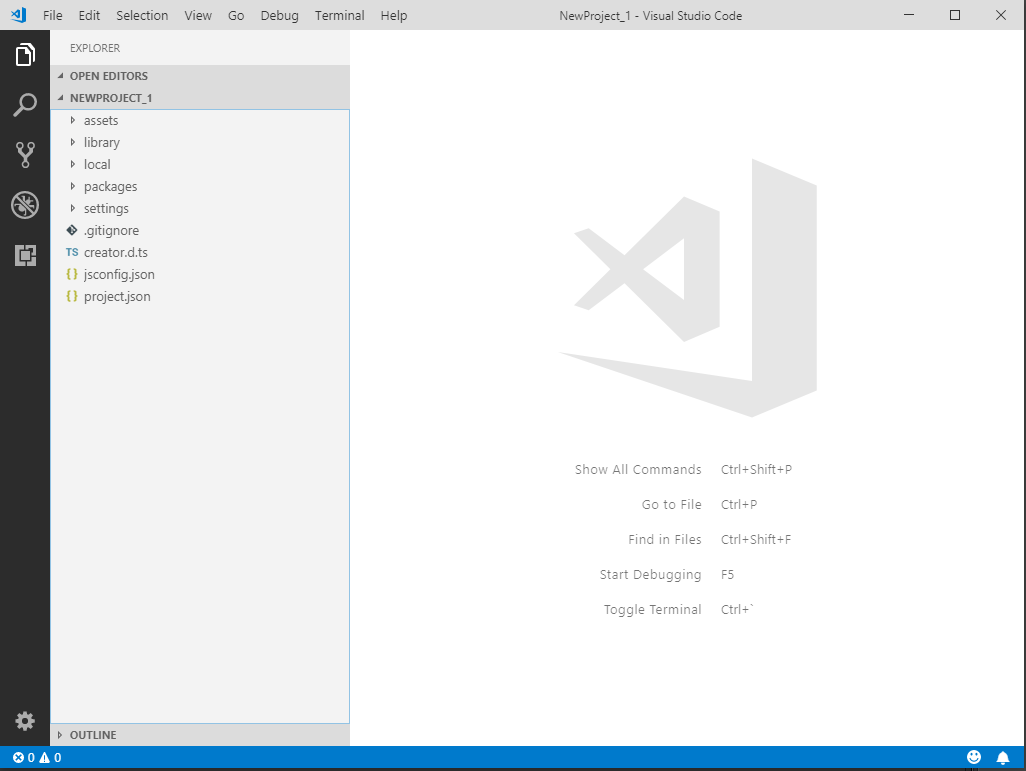 File Edit Selection View Go Debug Terminal Help NewProject_1 - Visual Studio Code
EXPLORER
OPEN EDITORS
NEWPROJECT_1
assets
library
local
packages
settings
.gitignore
TS creator.d.ts
{} jsconfig.json
{} project.json
OUTLINE
Show All Commands Ctrl+Shift+P
Go to File Ctrl+P
Find in Files Ctrl+Shift+F
Start Debugging F5
Toggle Terminal Ctrl+`
0 0